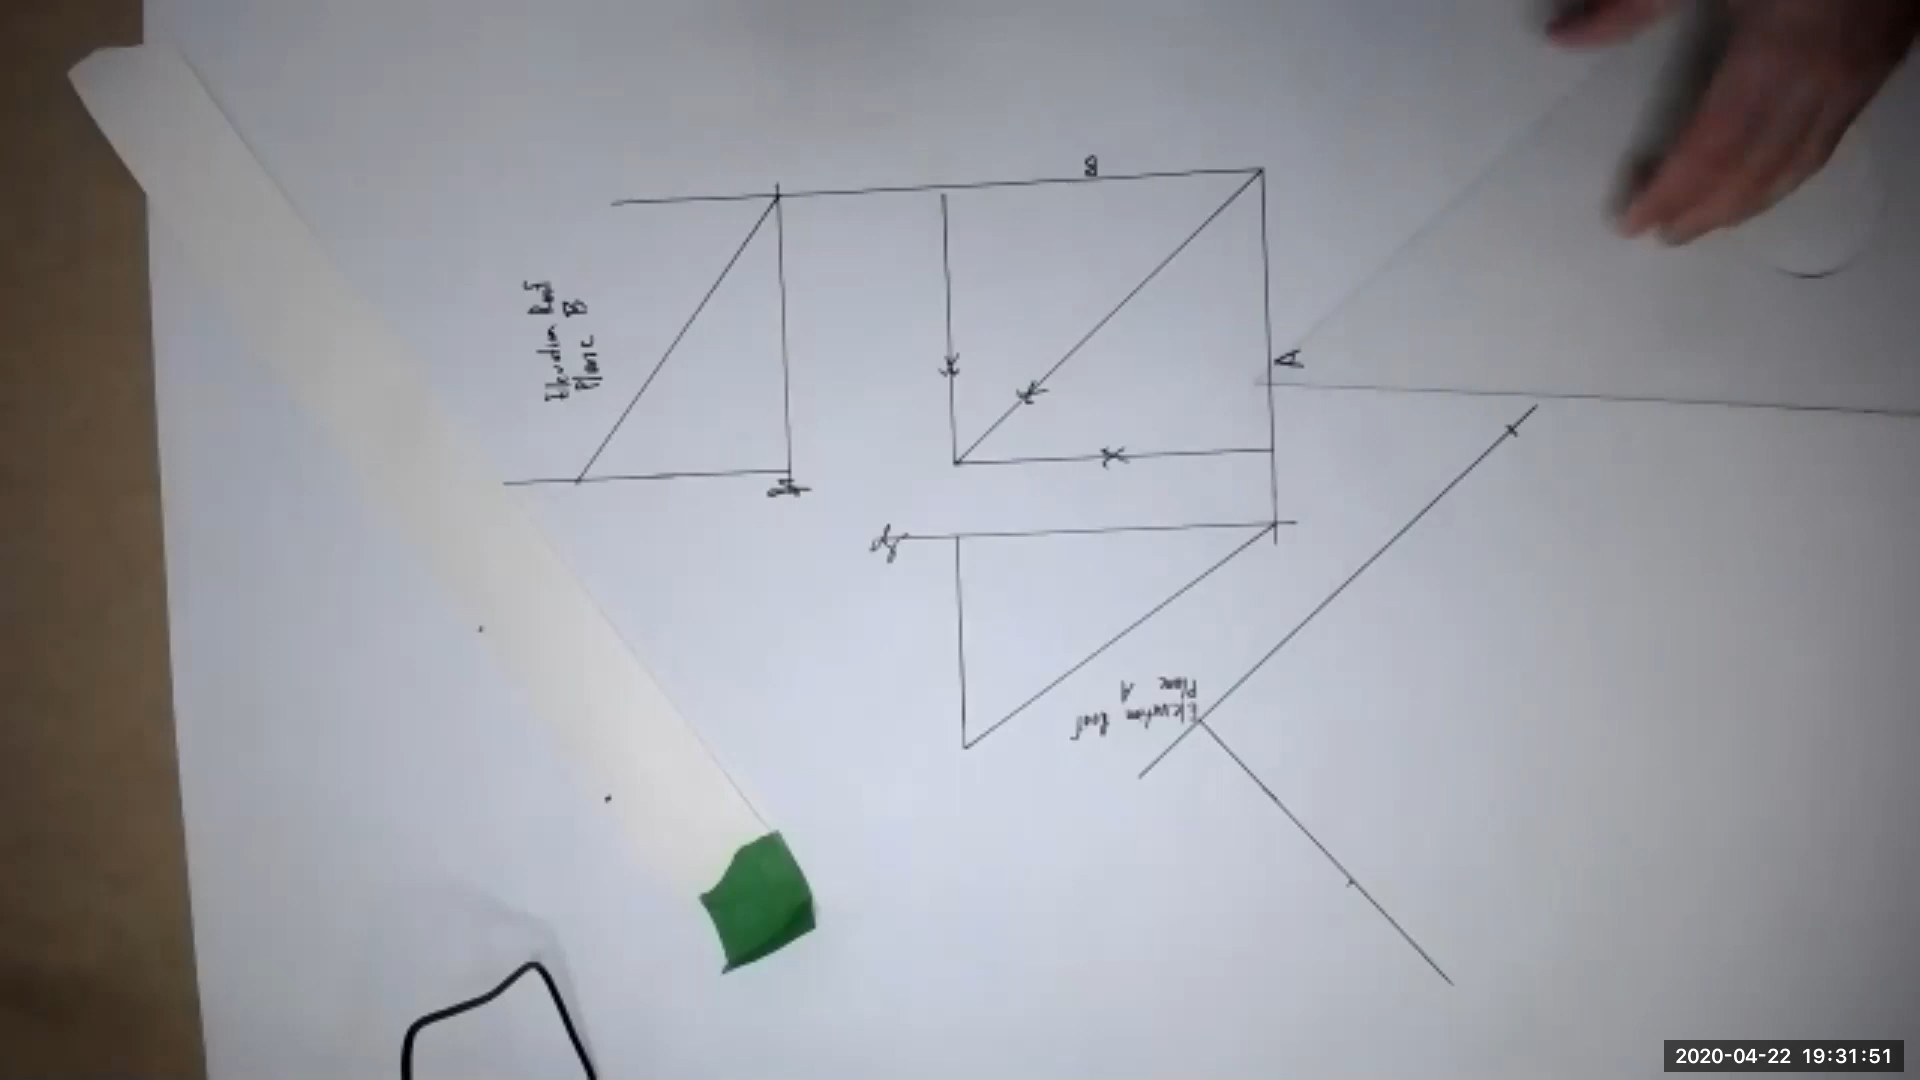 B
A
Elevation Roof
Plane B
Elevation Roof
Plane A
2020-04-22 19:31:51